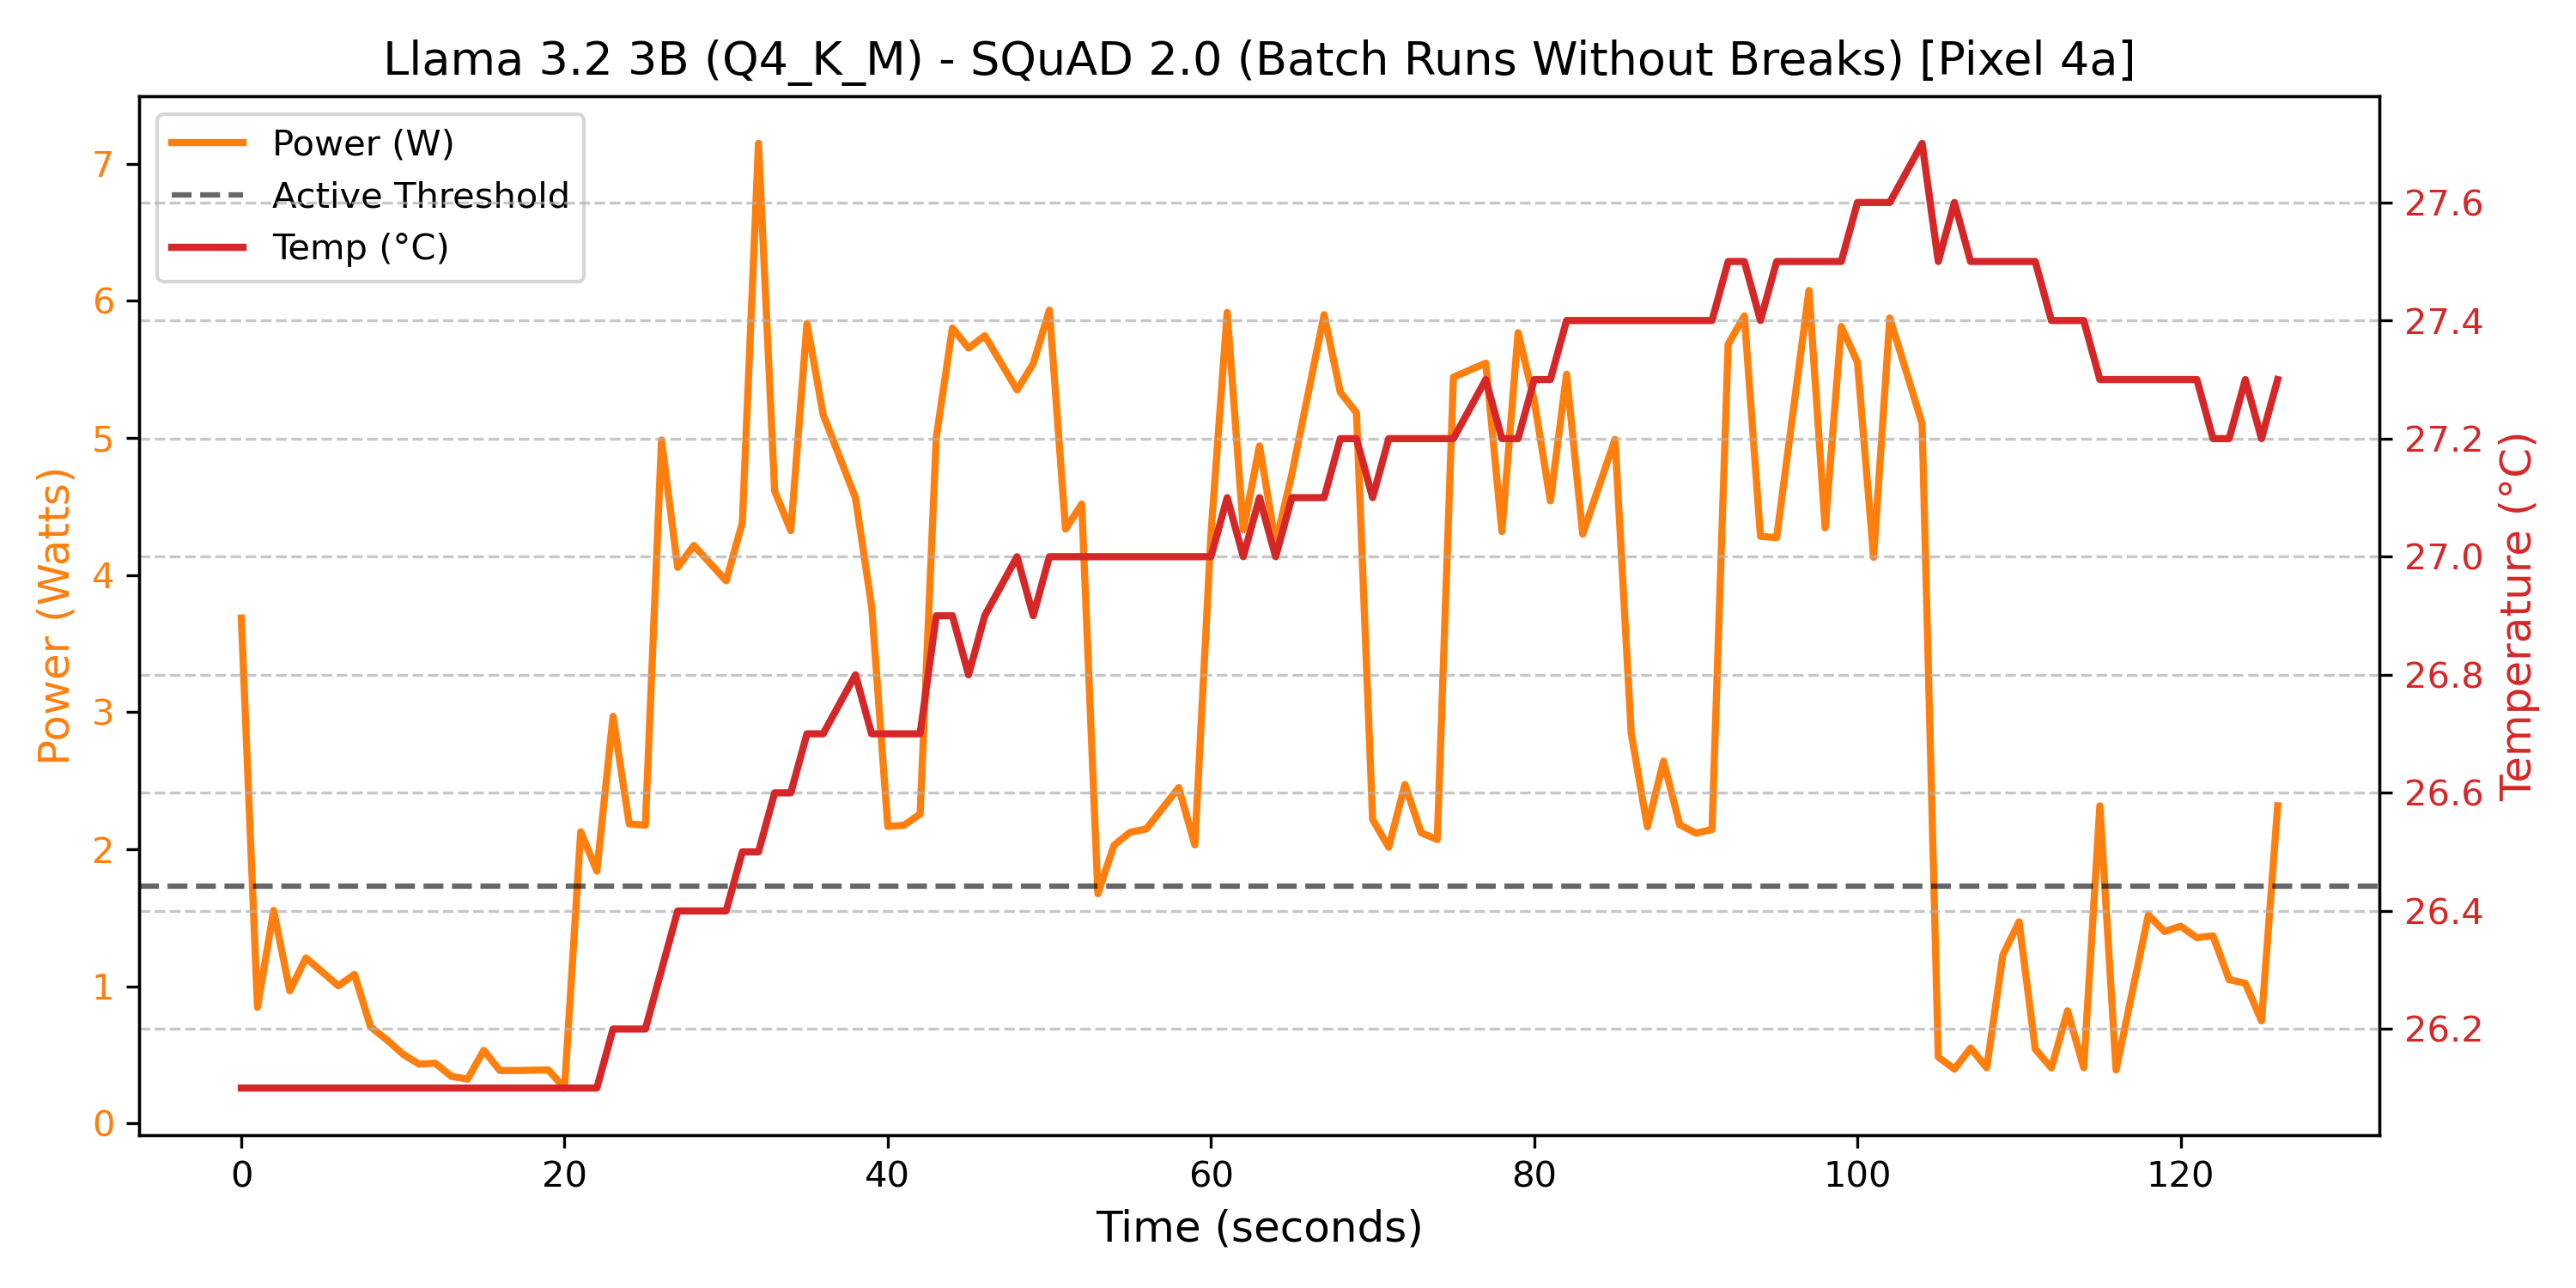 Llama 3.2 3B (Q4_K_M) - SQuAD 2.0 (Batch Runs Without Breaks) [Pixel 4a]
Power (W)
Active Threshold
Temp (°C)
Power (Watts)
7
6
5
4
3
2
1
0
27.6
27.4
27.2
27.0
26.8
26.6
26.4
26.2
Temperature (°C)
0 20 40 60 80 100 120
Time (seconds)